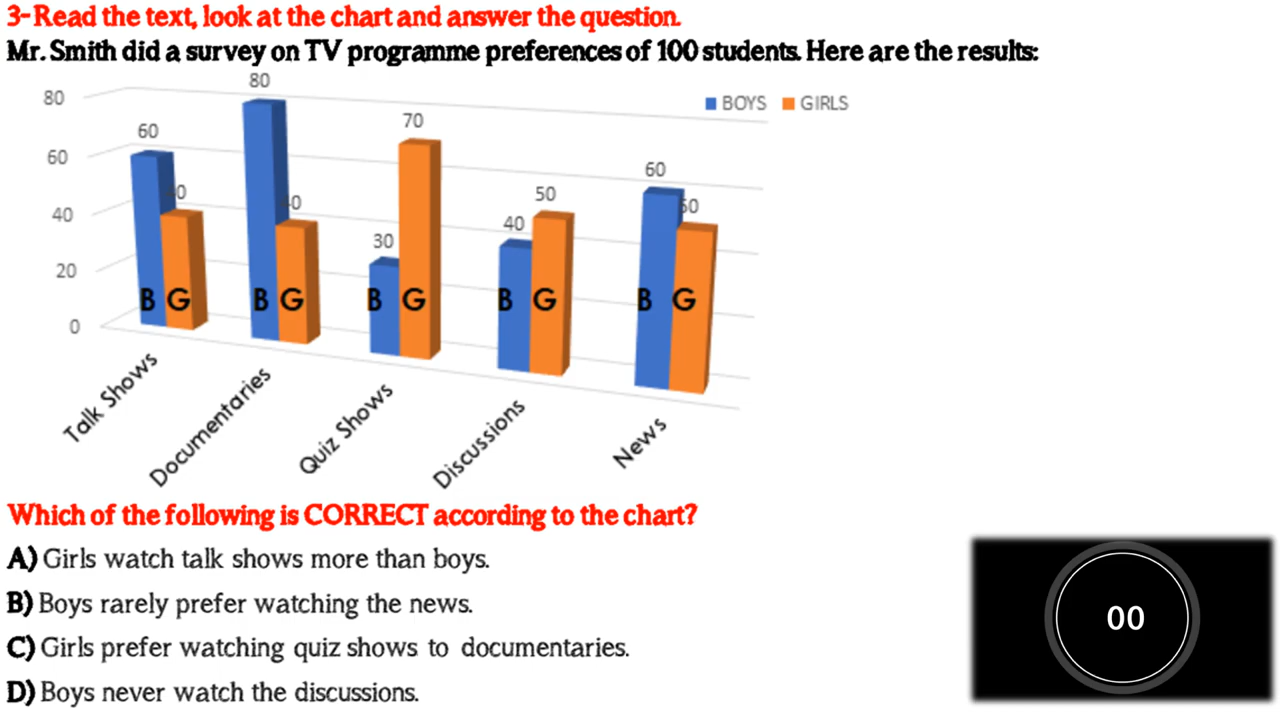 3-Read the text, look at the chart and answer the question.
Mr. Smith did a survey on TV programme preferences of 100 students. Here are the results:
80
80
BOYS GIRLS
70
60
60
60
40
50
50
40
40
40
30
20
B G B G B G B G B G
0
Talk Shows
Documentaries
Quiz Shows
Discussions
News
Which of the following is CORRECT according to the chart?
A) Girls watch talk shows more than boys.
B) Boys rarely prefer watching the news.
C) Girls prefer watching quiz shows to documentaries.
D) Boys never watch the discussions.
00